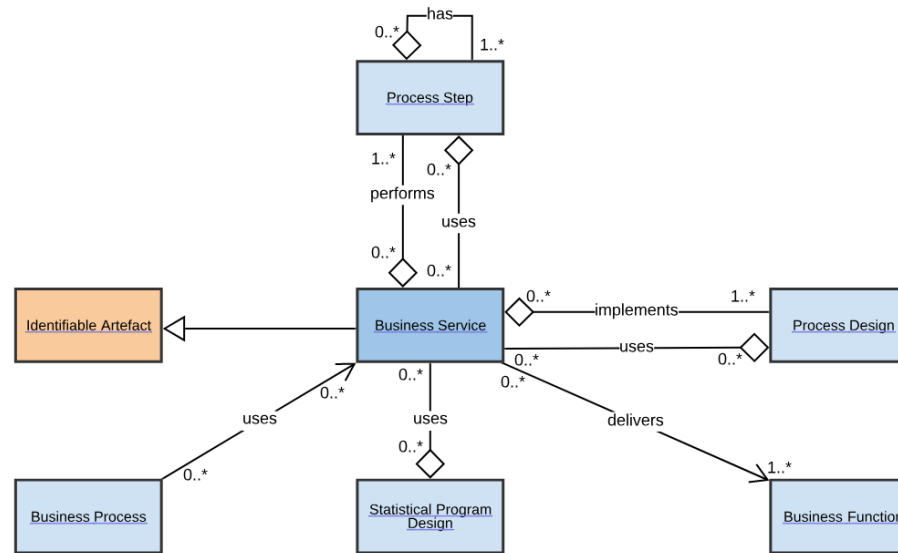 has
0..*
1..*
Process Step
1..*
0..*
performs
uses
0..*
0..*
0..*
implements
1..*
Identifiable Artefact
Business Service
Process Design
uses
0..*
0..*
0..*
0..*
0..*
uses
uses
delivers
0..*
0..*
1..*
Business Process
Statistical Program
Design
Business Function